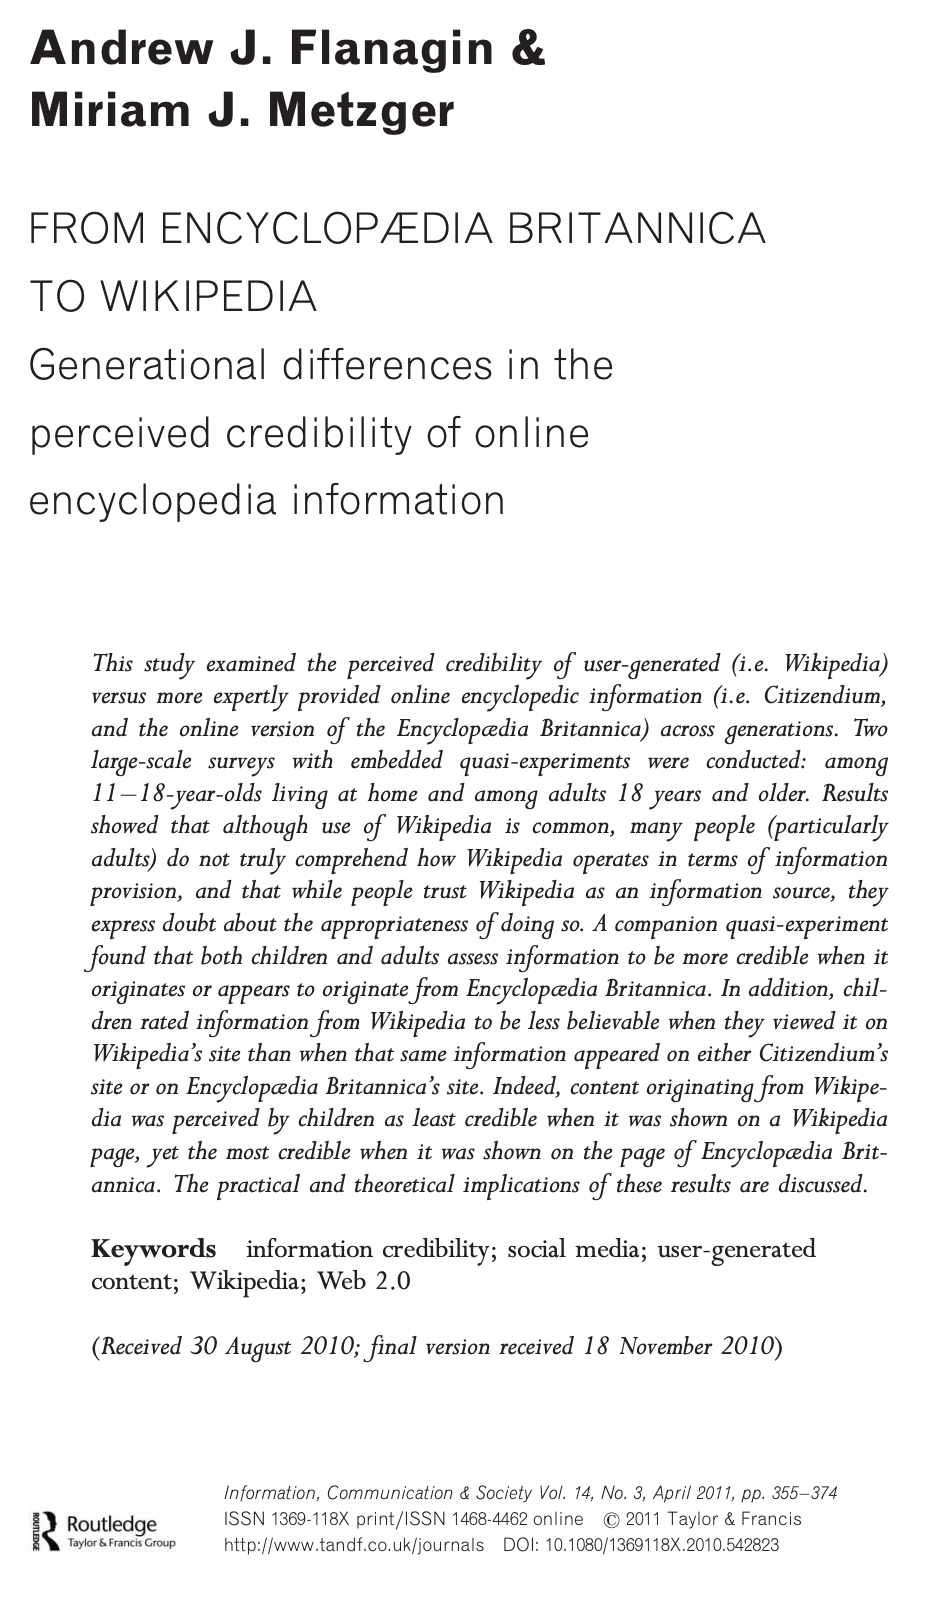 Andrew J. Flanagin &
Miriam J. Metzger
FROM ENCYCLOPÆDIA BRITANNICA
TO WIKIPEDIA
Generational differences in the
perceived credibility of online
encyclopedia information
This study examined the perceived credibility of user-generated (i.e. Wikipedia)
versus more expertly provided online encyclopedic information (i.e. Citizendium,
and the online version of the Encyclopædia Britannica) across generations. Two
large-scale surveys with embedded quasi-experiments were conducted: among
11–18-year-olds living at home and among adults 18 years and older. Results
showed that although use of Wikipedia is common, many people (particularly
adults) do not truly comprehend how Wikipedia operates in terms of information
provision, and that while people trust Wikipedia as an information source, they
express doubt about the appropriateness of doing so. A companion quasi-experiment
found that both children and adults assess information to be more credible when it
originates or appears to originate from Encyclopædia Britannica. In addition, chil-
dren rated information from Wikipedia to be less believable when they viewed it on
Wikipedia's site than when that same information appeared on either Citizendium's
site or on Encyclopædia Britannica's site. Indeed, content originating from Wikipe-
dia was perceived by children as least credible when it was shown on a Wikipedia
page, yet the most credible when it was shown on the page of Encyclopædia Brit-
annica. The practical and theoretical implications of these results are discussed.
Keywords information credibility; social media; user-generated
content; Wikipedia; Web 2.0
(Received 30 August 2010; final version received 18 November 2010)
Information, Communication & Society Vol. 14, No. 3, April 2011, pp. 355–374
ISSN 1369-118X print/ISSN 1468-4462 online © 2011 Taylor & Francis
http://www.tandf.co.uk/journals DOI: 10.1080/1369118X.2010.542823
ROUTLEDGE
Routledge
Taylor & Francis Group